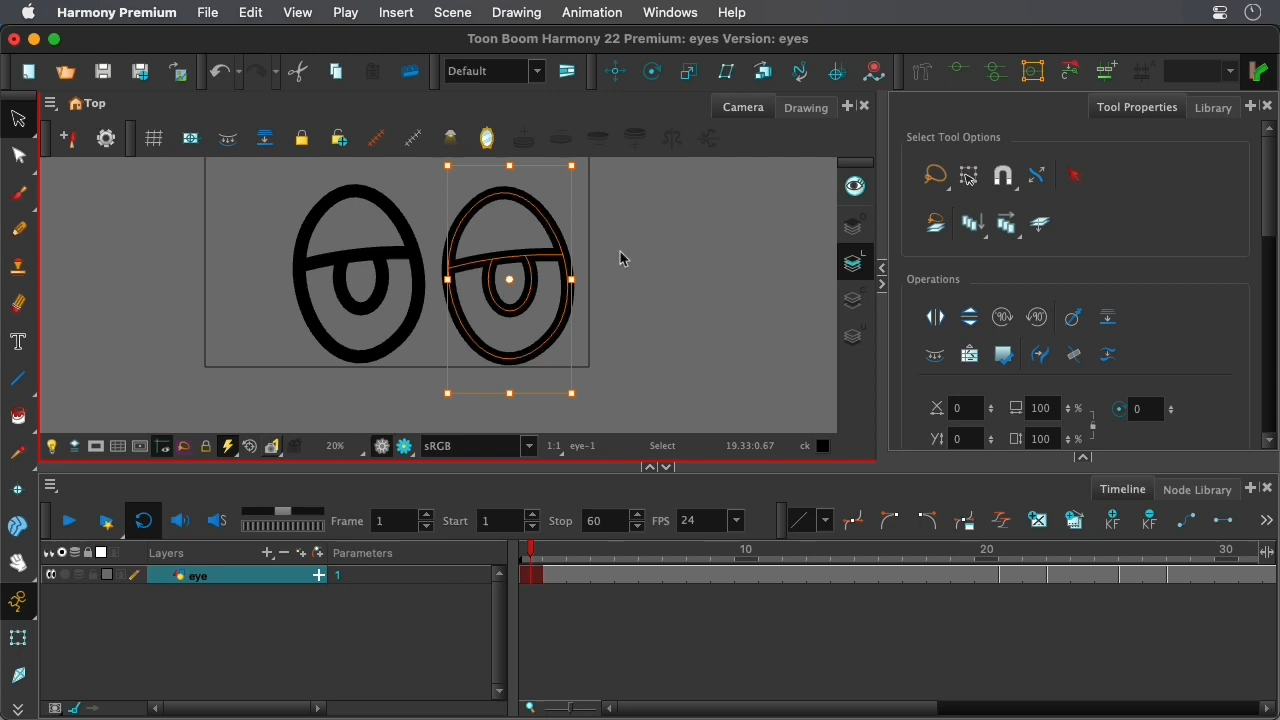 Harmony Premium File Edit View Play Insert Scene Drawing Animation Windows Help
Toon Boom Harmony 22 Premium: eyes Version: eyes
Default
Top
Camera Drawing
Tool Properties Library
Select Tool Options
Operations
0 100 % 0
0 100 %
20% sRGB 1:1 eye-1 Select 19.33:0.67 ck
Timeline Node Library
Frame 1 Start 1 Stop 60 FPS 24
KF KF
Layers Parameters 10 20 30
eye 1